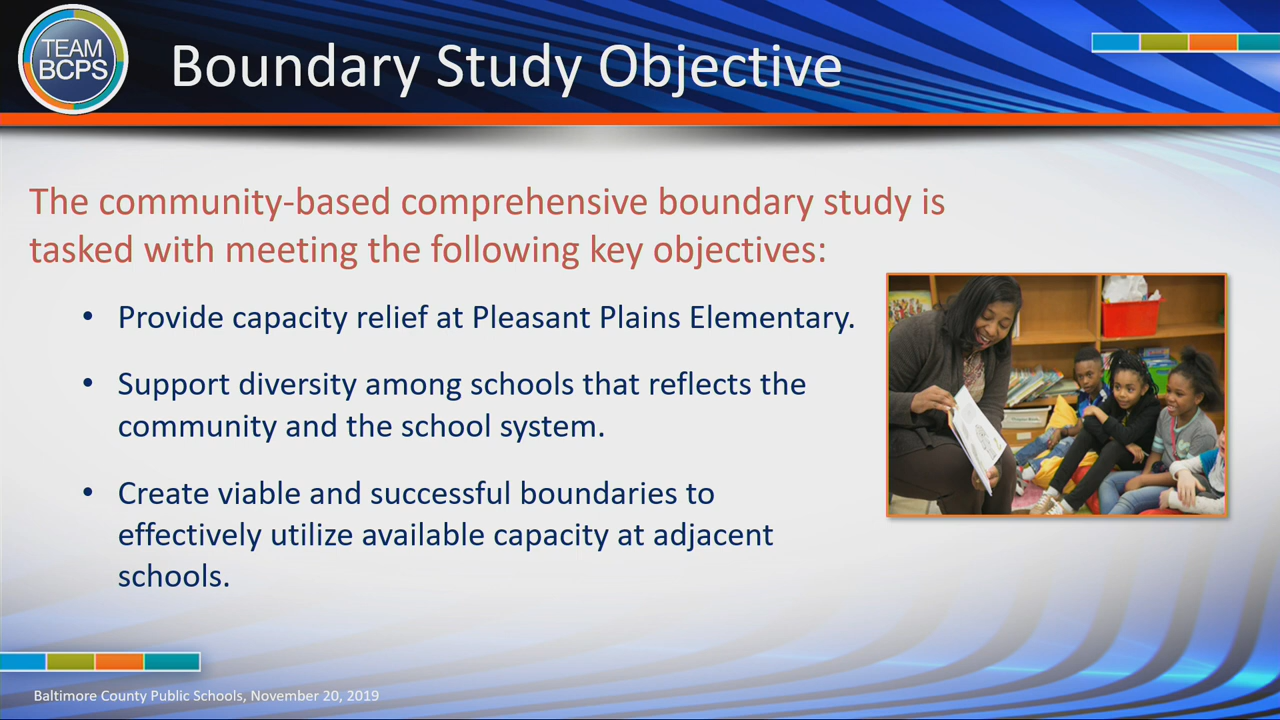 TEAM
BCPS
Boundary Study Objective
The community-based comprehensive boundary study is
tasked with meeting the following key objectives:
• Provide capacity relief at Pleasant Plains Elementary.
• Support diversity among schools that reflects the
community and the school system.
• Create viable and successful boundaries to
effectively utilize available capacity at adjacent
schools.
Baltimore County Public Schools, November 20, 2019